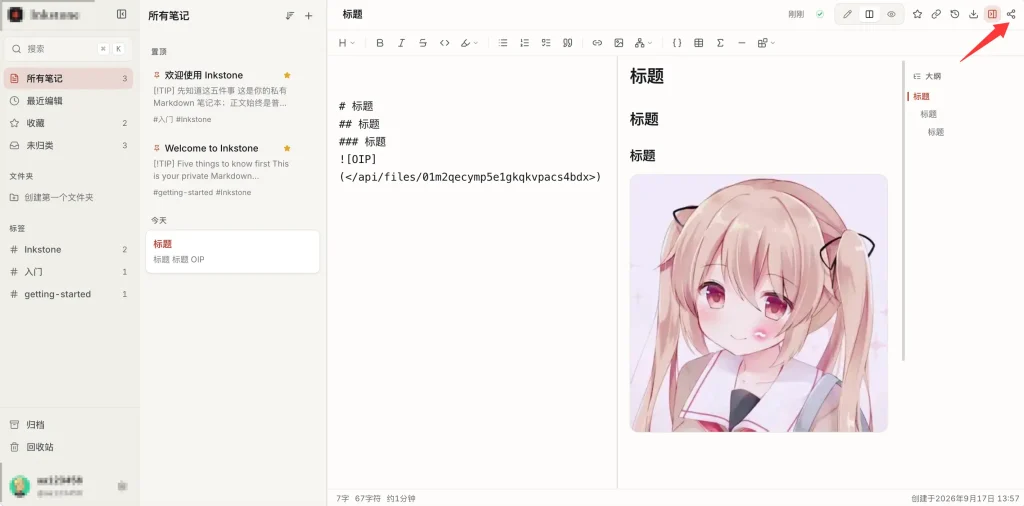 Inkstone
搜索
⌘ K
所有笔记 3
最近编辑
收藏 2
未归类 3
文件夹
创建第一个文件夹
标签
# Inkstone 2
# 入门 1
# getting-started 1
归档
回收站
所有笔记
置顶
欢迎使用 Inkstone
[!TIP] 先知道这五件事 这是你的私有
Markdown 笔记本；正文始终是普...
#入门 #Inkstone
Welcome to Inkstone
[!TIP] Five things to know first This
is your private Markdown...
#getting-started #Inkstone
今天
标题
标题 标题 OIP
标题
刚刚
H B I S
# 标题
## 标题
### 标题
![OIP]
(</api/files/01m2qecymp5e1gkqkvpacs4bdx>)
标题
标题
标题
大纲
标题
标题
标题
7字 67字符 约1分钟
创建于2026年9月17日 13:57